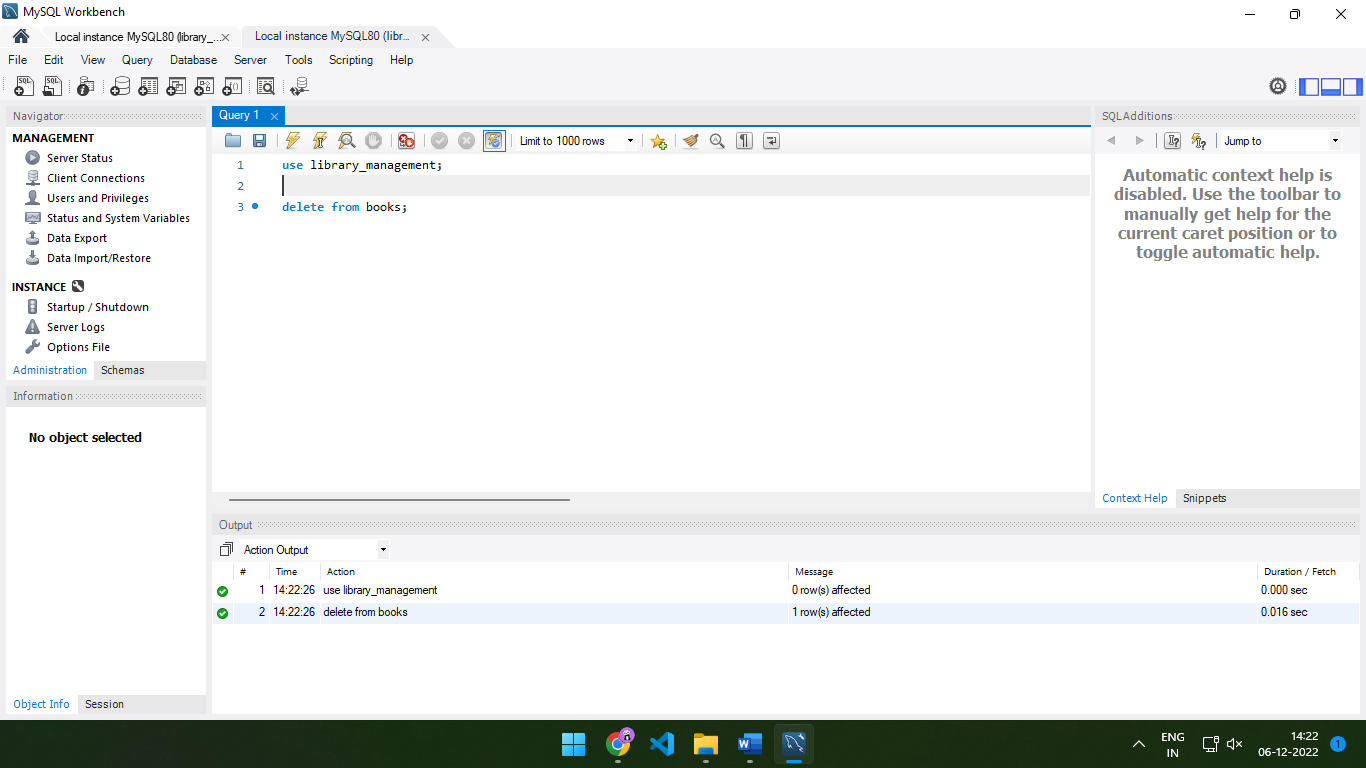 MySQL Workbench
Local instance MySQL80 (library_...
Local instance MySQL80 (libr...
File Edit View Query Database Server Tools Scripting Help
Navigator
MANAGEMENT
Server Status
Client Connections
Users and Privileges
Status and System Variables
Data Export
Data Import/Restore
INSTANCE
Startup / Shutdown
Server Logs
Options File
Administration Schemas
Information
No object selected
Object Info Session
Query 1
Limit to 1000 rows
1 use library_management;
2
3 delete from books;
SQLAdditions
Jump to
Automatic context help is
disabled. Use the toolbar to
manually get help for the
current caret position or to
toggle automatic help.
Context Help Snippets
Output
Action Output
# Time Action Message Duration / Fetch
1 14:22:26 use library_management 0 row(s) affected 0.000 sec
2 14:22:26 delete from books 1 row(s) affected 0.016 sec
ENG
IN
14:22
06-12-2022
1